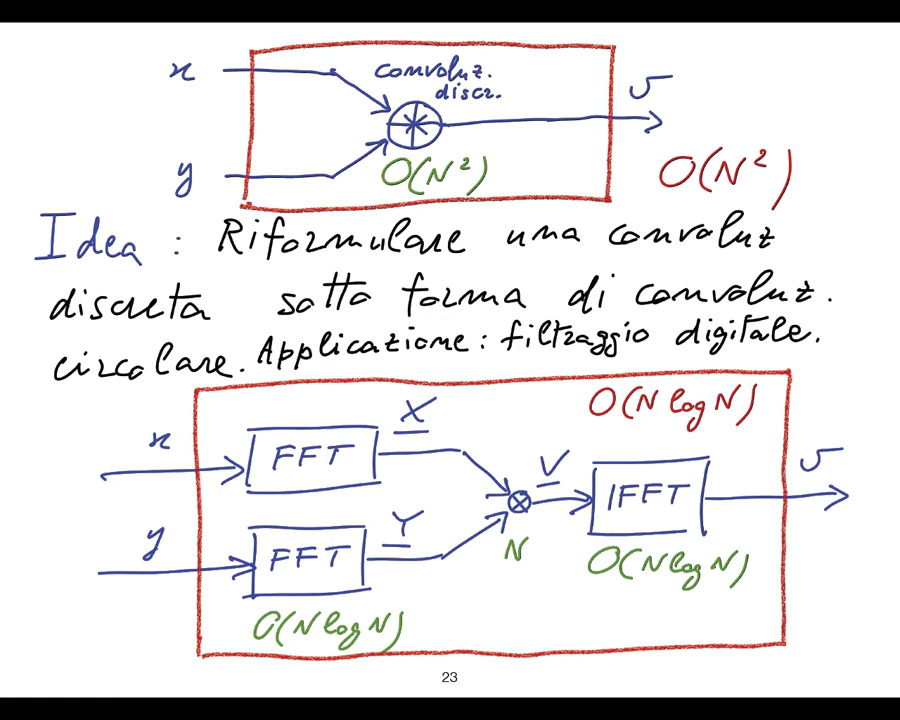 x
convoluz.
discr.
v
y
O(N²)
O(N²)
Idea : Riformulare una convoluz
discreta sotto forma di convoluz.
circolare. Applicazione : filtraggio digitale.
O(N log N)
x
FFT
X
V
IFFT
v
y
FFT
Y
N
O(N log N)
O(N log N)
23